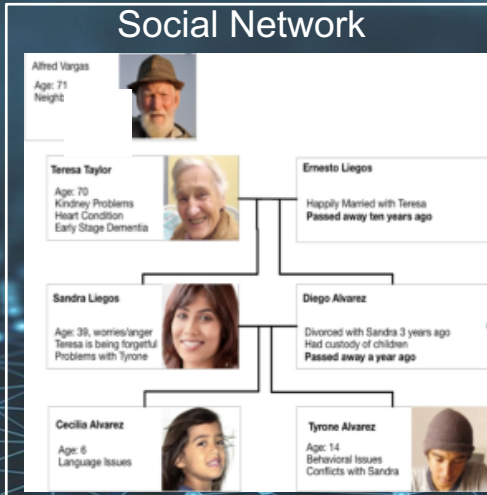 Social Network
Alfred Vargas
Age: 71
Teresa Taylor
Age: 70
Kindney Problems
Heart Condition
Early Stage Dementia
Ernesto Liegos
Happily Married with Teresa
Passed away ten years ago
Sandra Liegos
Age: 39, worries/anger
Teresa is being forgetful
Problems with Tyrone
Diego Alvarez
Divorced with Sandra 3 years ago
Had custody of children
Passed away a year ago
Cecilia Alvarez
Age: 6
Language Issues
Tyrone Alvarez
Age: 14
Behavioral Issues
Conflicts with Sandra